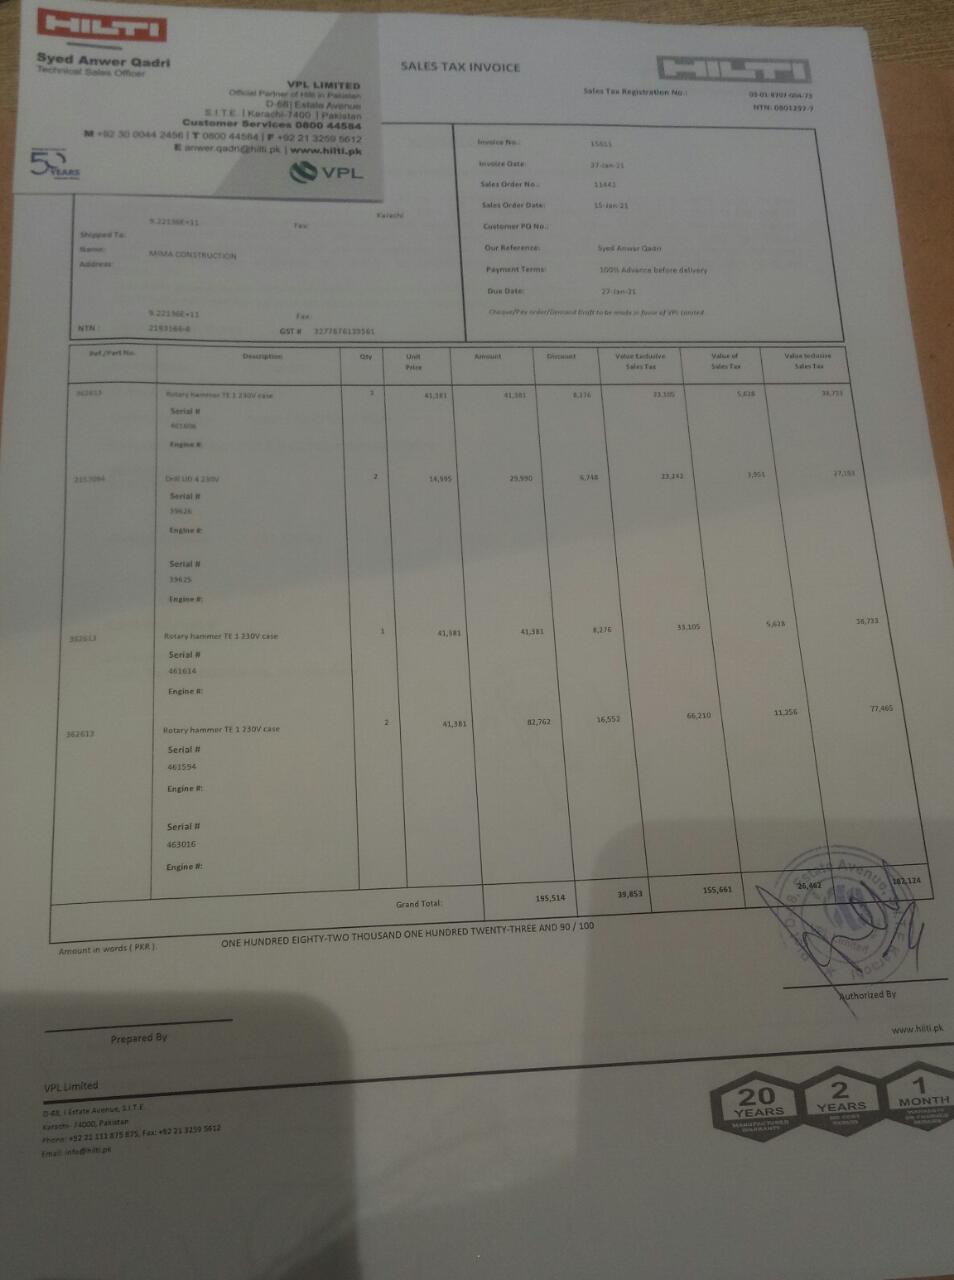 HILTI
Syed Anwer Qadri
Technical Sales Officer
VPL LIMITED
Official Partner of Hilti in Pakistan
D-68| Estate Avenue
S.I.T.E. | Karachi-7400 | Pakistan
Customer Services 0800 44584
M +92 30 0044 2456 | T 0800 44584 | F +92 21 3259 5612
E anwer.qadri@hilti.pk | www.hilti.pk
50 YEARS
VPL
SALES TAX INVOICE
HILTI
Sales Tax Registration No.:
NTN: 0801297-7
Invoice No.: 15611
Invoice Date: 27-Jan-21
Sales Order No.: 11442
Sales Order Date: 15-Jan-21
Customer PO No.:
Our Reference: Syed Anwer Qadri
Payment Terms: 100% Advance before delivery
Due Date: 27-Jan-21
Cheque/Pay order/Demand Draft to be made in favor of VPL Limited
Karachi
9.22136E+11 Fax:
Shipped To:
Name: MIMA CONSTRUCTION
Address:
9.22136E+11 Fax:
NTN : GST # 3277876139561
Ref./Part No. Description Qty Unit Price Amount Discount Value Exclusive Sales Tax Value of Sales Tax Value Inclusive Sales Tax
362613 Rotary hammer TE 1 230V case 1 41,381 41,381 8,276 33,105 5,628 38,733
Serial #
461606
Engine #:
Drill UD 4 230V 2 14,995 29,990 6,748 23,242 3,951 27,193
Serial #
39626
Engine #:
Serial #
39625
Engine #:
362613 Rotary hammer TE 1 230V case 1 41,381 41,381 8,276 33,105 5,628 38,733
Serial #
461614
Engine #:
362613 Rotary hammer TE 1 230V case 2 41,381 82,762 16,552 66,210 11,256 77,465
Serial #
461594
Engine #:
Serial #
463016
Engine #:
Grand Total: 195,514 39,853 155,661 26,462 182,124
Amount in words ( PKR ). ONE HUNDRED EIGHTY-TWO THOUSAND ONE HUNDRED TWENTY-THREE AND 90 / 100
Authorized By
Prepared By
www.hilti.pk
VPL Limited
D-68, I Estate Avenue, S.I.T.E.
Karachi- 74000, Pakistan
Phone: +92 21 111 875 875, Fax: +92 21 3259 5612
Email: info@hilti.pk
20 YEARS MANUFACTURER WARRANTY
2 YEARS NO COST PERIOD
1 MONTH